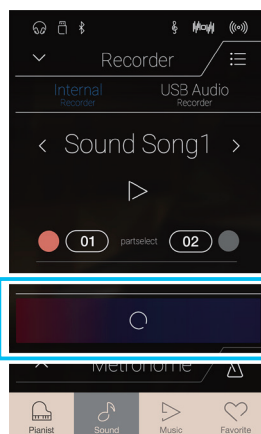 Recorder
Internal USB Audio
Recorder Recorder
Sound Song1
01 partselect 02
Metronome
Pianist Sound Music Favorite